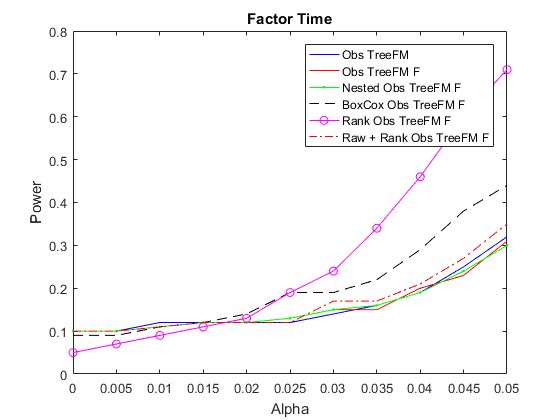 Factor Time
0.8
0.7
0.6
0.5
0.4
0.3
0.2
0.1
0
Power
Obs TreeFM
Obs TreeFM F
Nested Obs TreeFM F
BoxCox Obs TreeFM F
Rank Obs TreeFM F
Raw + Rank Obs TreeFM F
0 0.005 0.01 0.015 0.02 0.025 0.03 0.035 0.04 0.045 0.05
Alpha